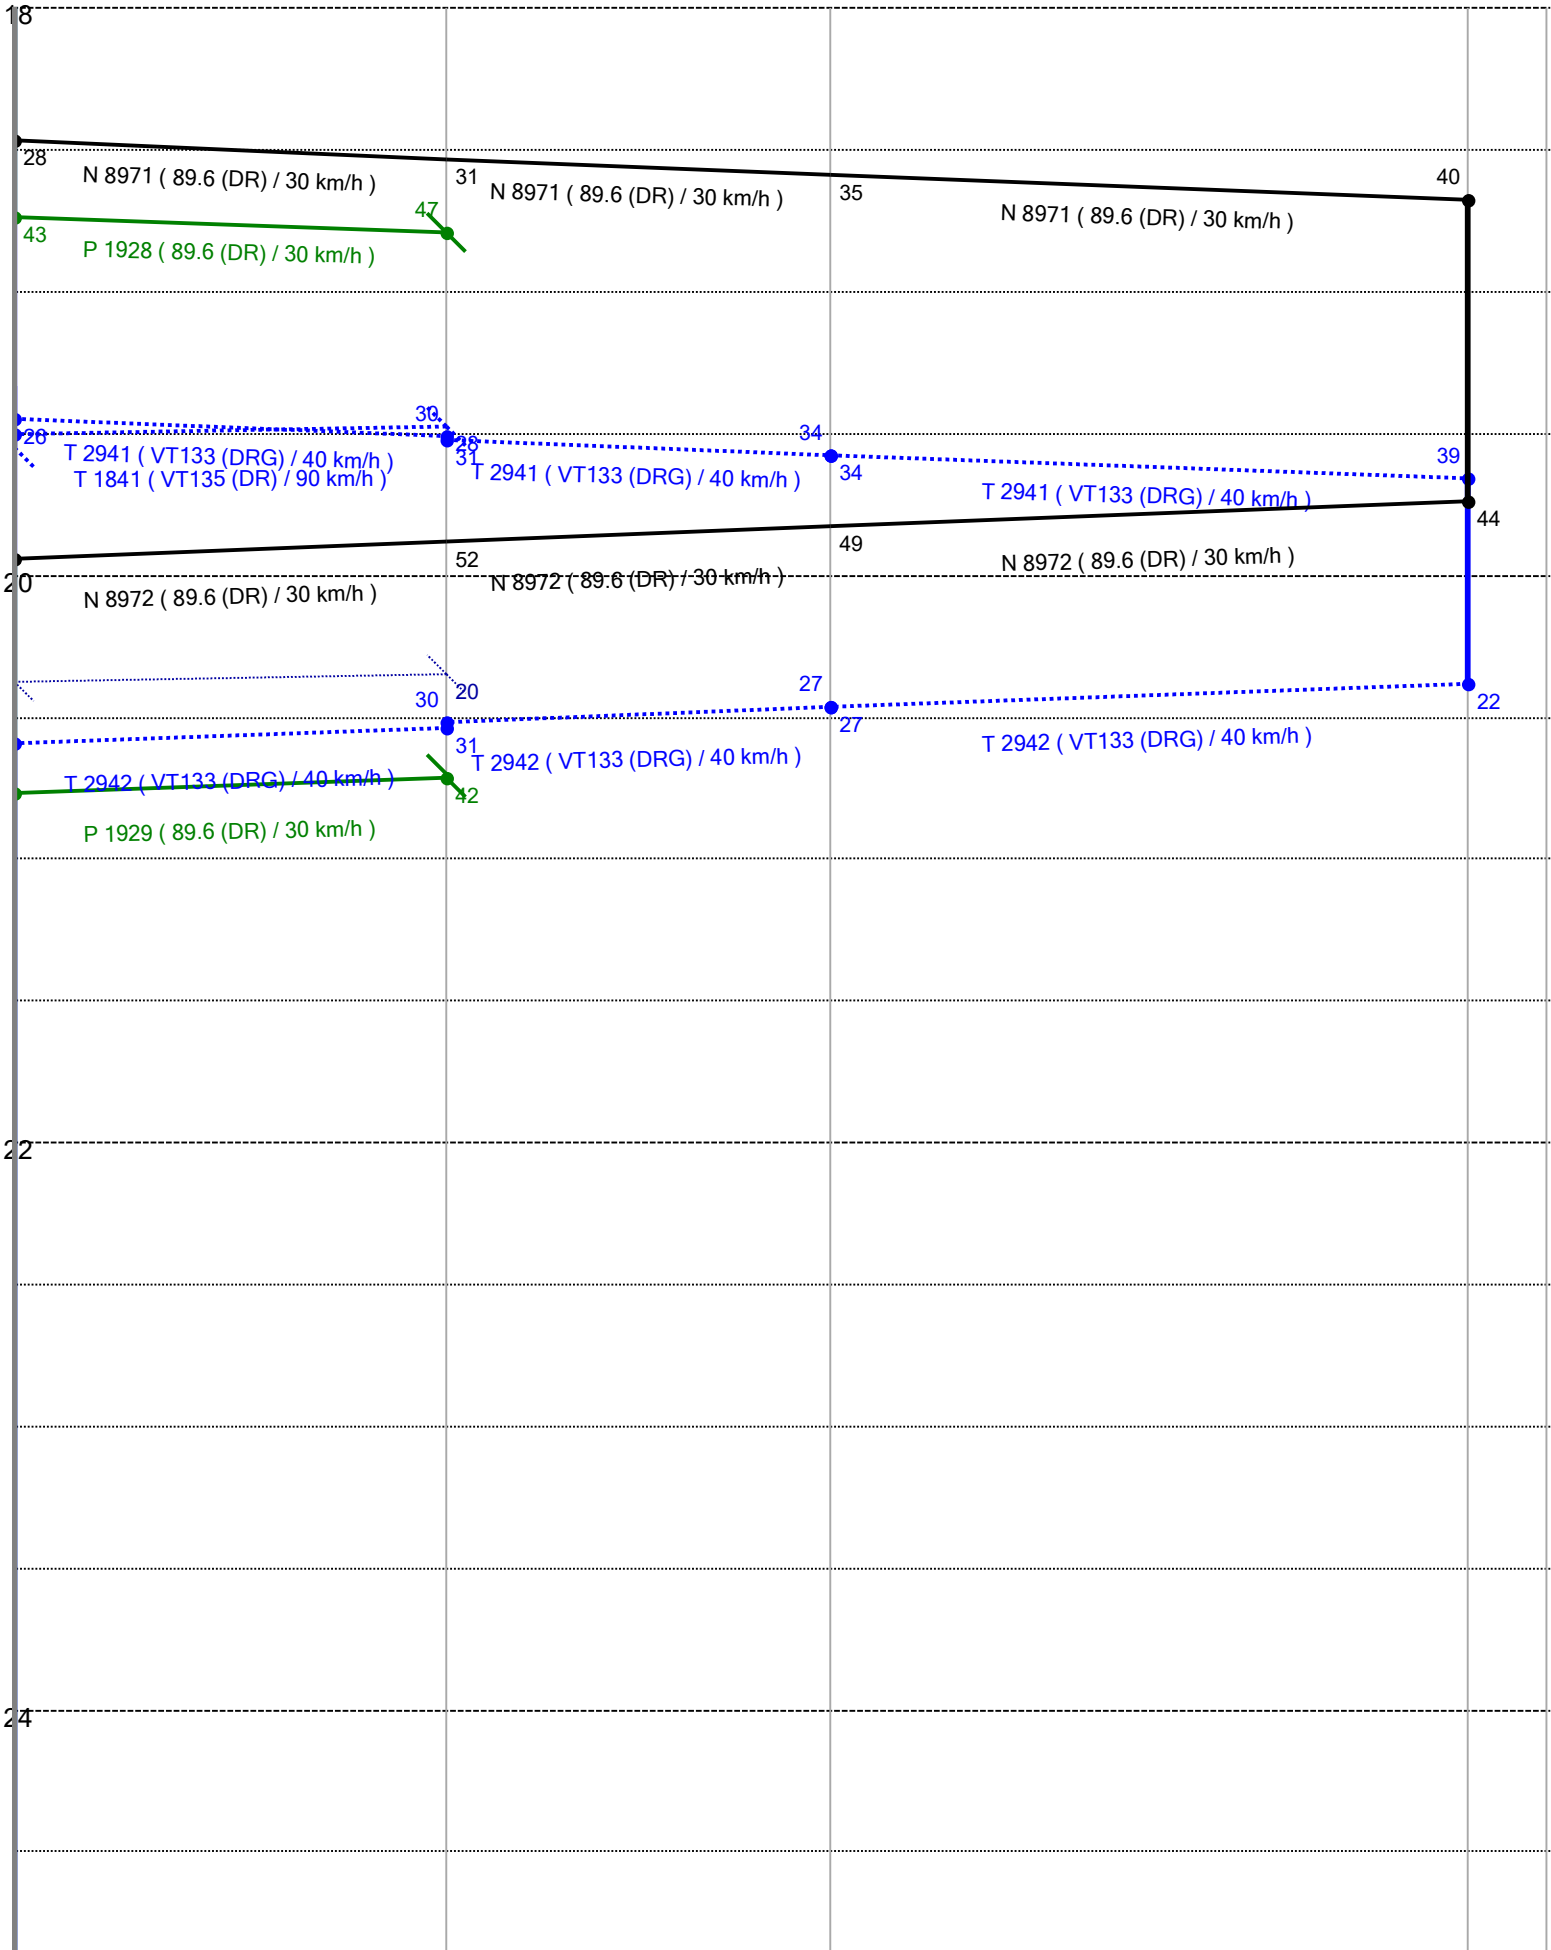 18
28
N 8971 ( 89.6 (DR) / 30 km/h )
31
N 8971 ( 89.6 (DR) / 30 km/h )
35
N 8971 ( 89.6 (DR) / 30 km/h )
40
43
P 1928 ( 89.6 (DR) / 30 km/h )
47
26
T 2941 ( VT133 (DRG) / 40 km/h )
T 1841 ( VT135 (DR) / 90 km/h )
30
28
31
T 2941 ( VT133 (DRG) / 40 km/h )
34
34
T 2941 ( VT133 (DRG) / 40 km/h )
39
44
52
49
N 8972 ( 89.6 (DR) / 30 km/h )
N 8972 ( 89.6 (DR) / 30 km/h )
20
N 8972 ( 89.6 (DR) / 30 km/h )
20
30
31
27
27
22
T 2942 ( VT133 (DRG) / 40 km/h )
T 2942 ( VT133 (DRG) / 40 km/h )
T 2942 ( VT133 (DRG) / 40 km/h )
42
P 1929 ( 89.6 (DR) / 30 km/h )
22
24